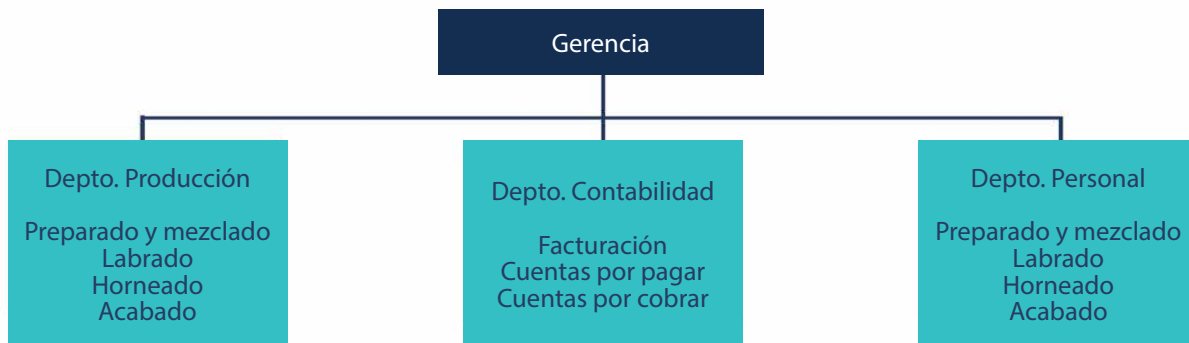 Gerencia
Depto. Producción
Preparado y mezclado
Labrado
Horneado
Acabado
Depto. Contabilidad
Facturación
Cuentas por pagar
Cuentas por cobrar
Depto. Personal
Preparado y mezclado
Labrado
Horneado
Acabado